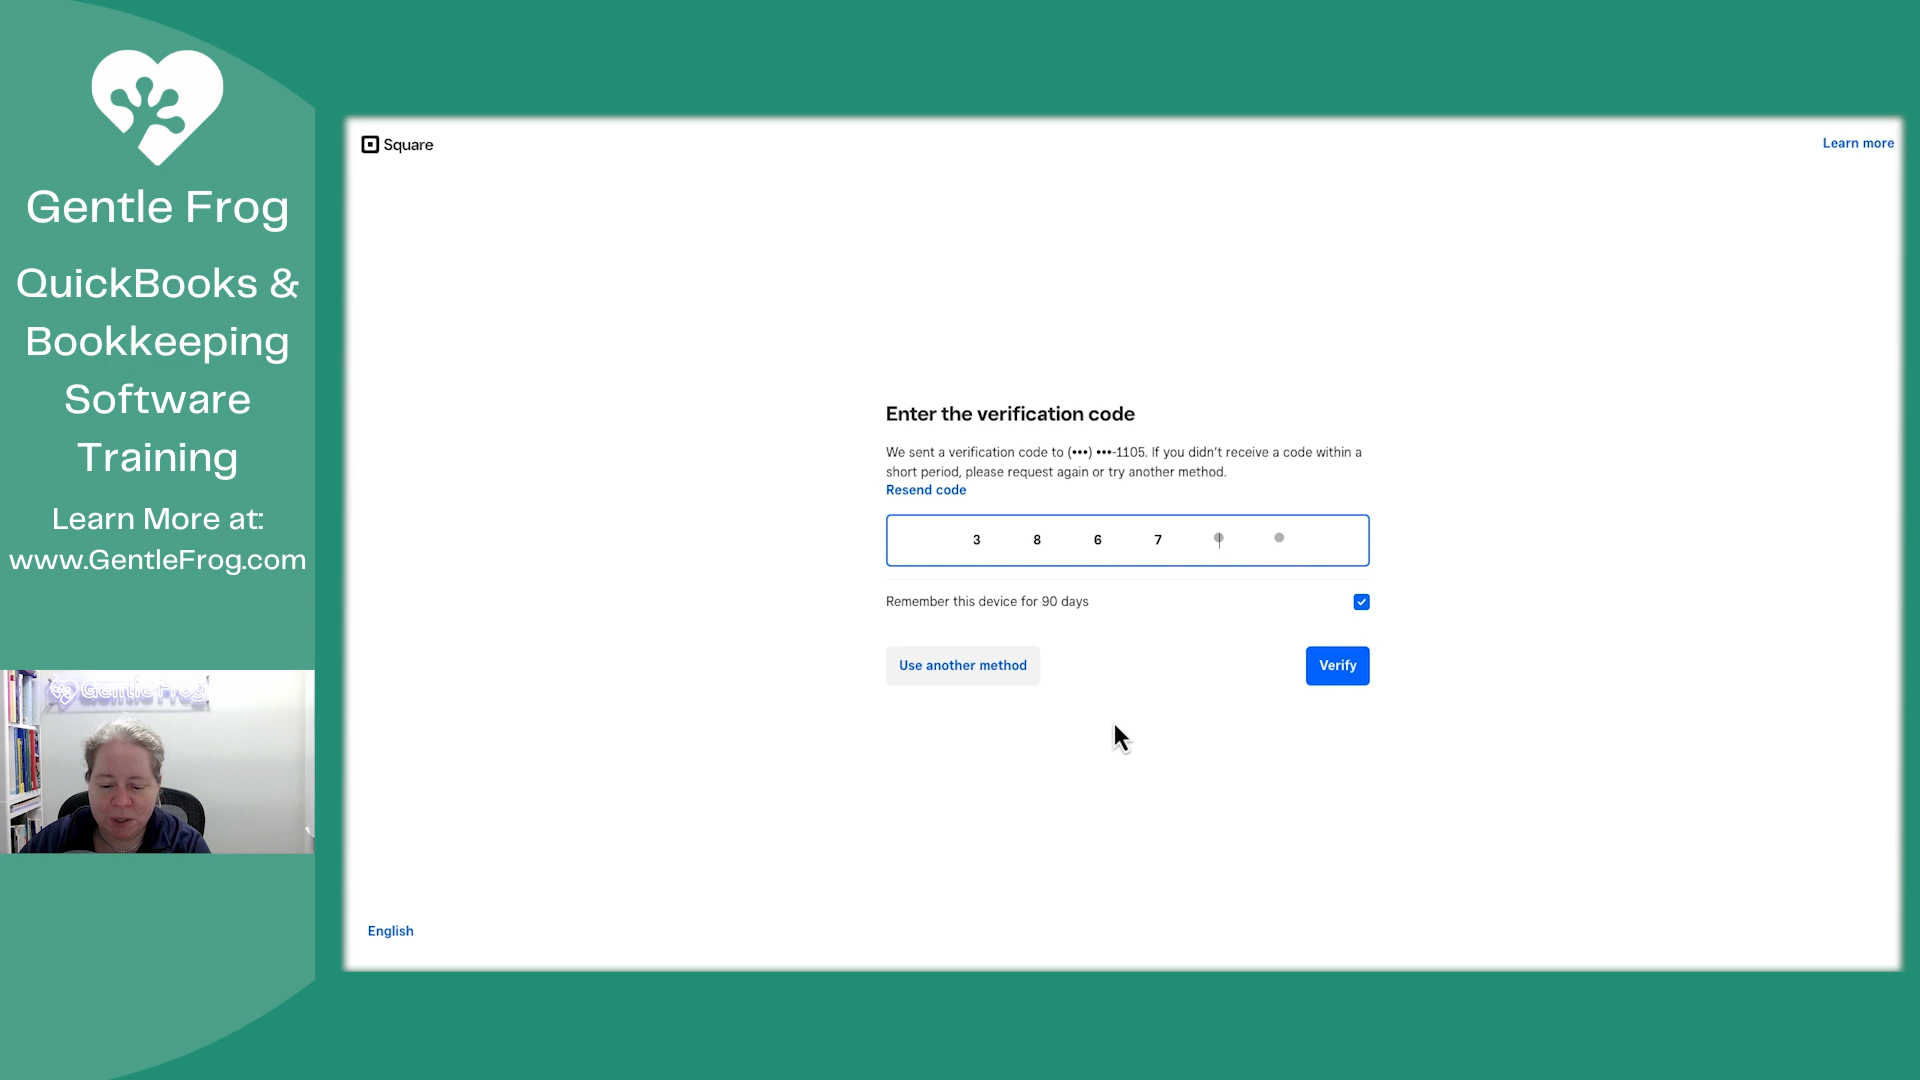 Gentle Frog
QuickBooks &
Bookkeeping
Software
Training
Learn More at:
www.GentleFrog.com
Gentle Frog
Square
Learn more
Enter the verification code
We sent a verification code to (•••) •••-1105. If you didn’t receive a code within a
short period, please request again or try another method.
Resend code
3 8 6 7
Remember this device for 90 days
Use another method
Verify
English